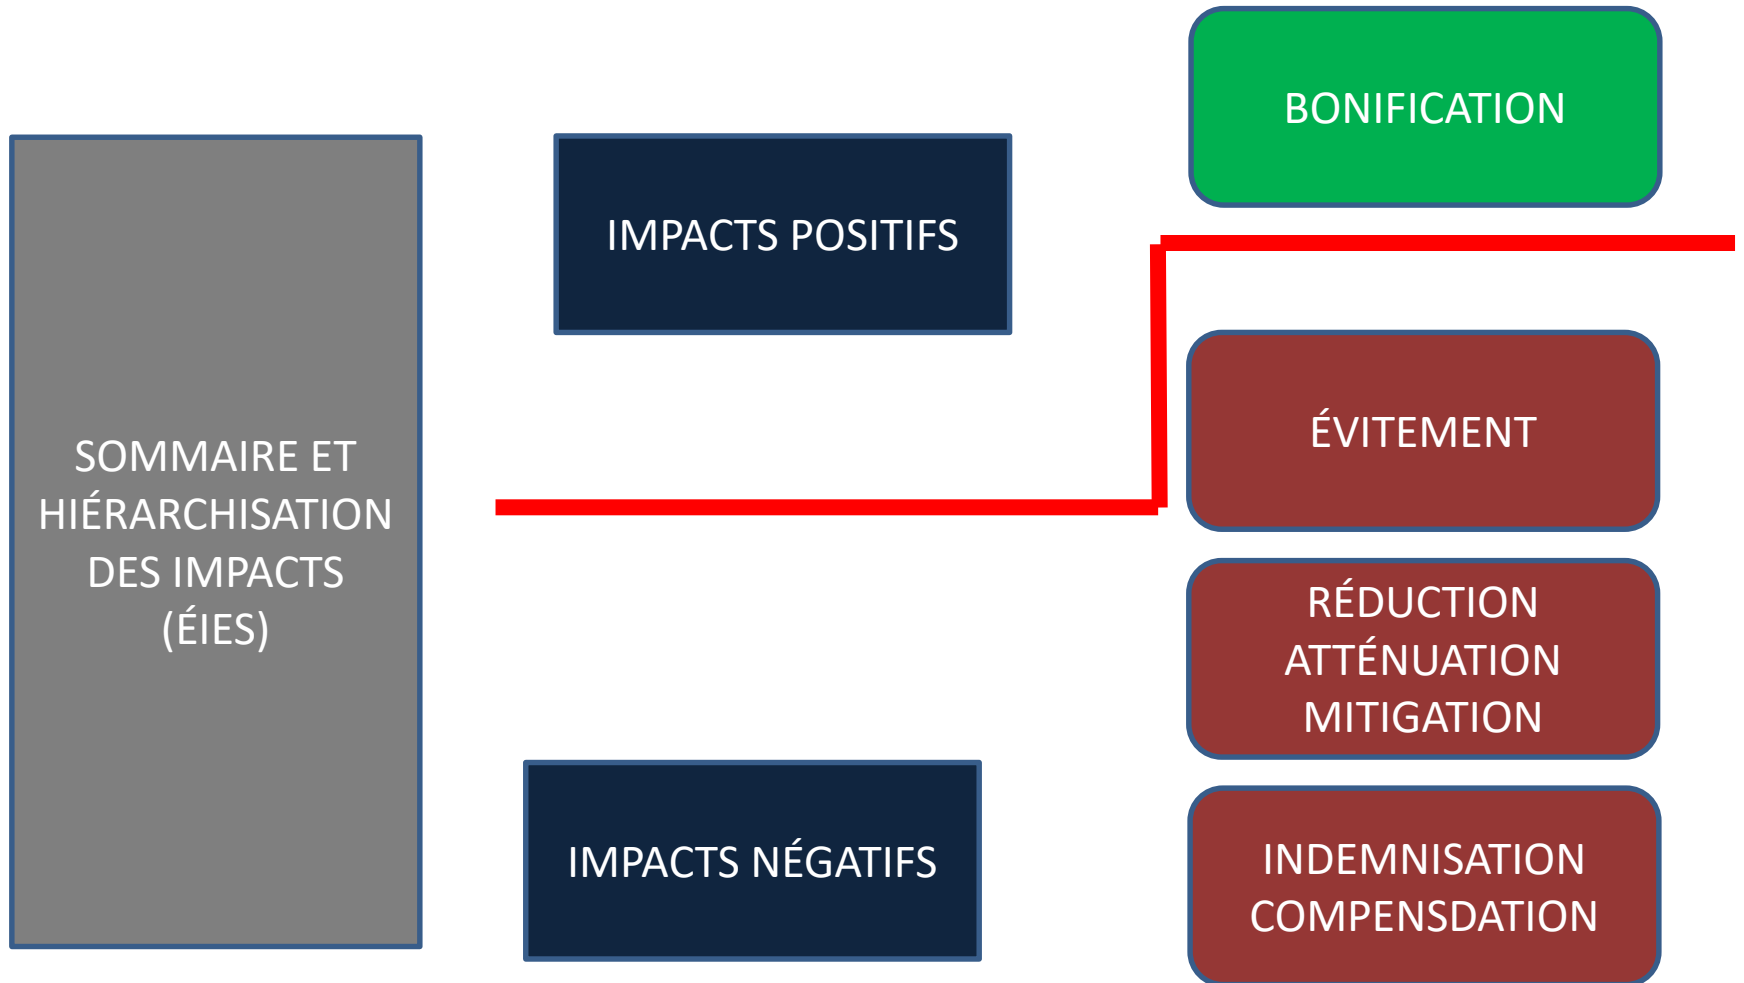 SOMMAIRE ET
HIÉRARCHISATION
DES IMPACTS
(ÉIES)
IMPACTS POSITIFS
IMPACTS NÉGATIFS
BONIFICATION
ÉVITEMENT
RÉDUCTION
ATTÉNUATION
MITIGATION
INDEMNISATION
COMPENSDATION